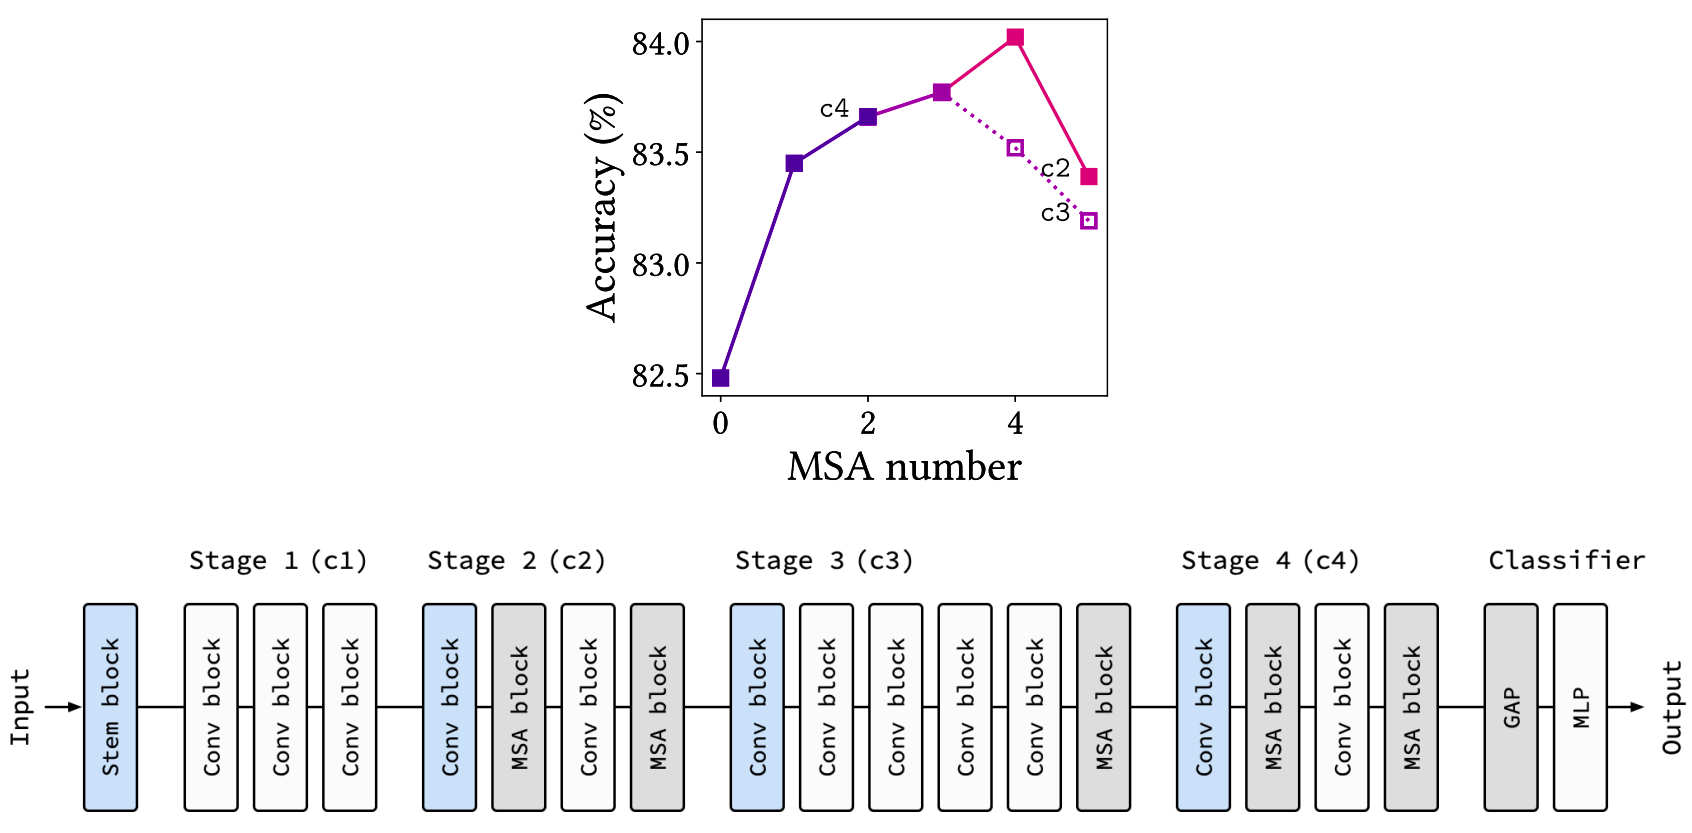 Accuracy (%)
84.0
83.5
83.0
82.5
c4
c2
c3
0 2 4
MSA number
Stage 1 (c1) Stage 2 (c2) Stage 3 (c3) Stage 4 (c4) Classifier
Input
Stem block
Conv block
Conv block
Conv block
Conv block
MSA block
Conv block
MSA block
Conv block
Conv block
Conv block
Conv block
Conv block
MSA block
Conv block
MSA block
Conv block
MSA block
GAP
MLP
Output